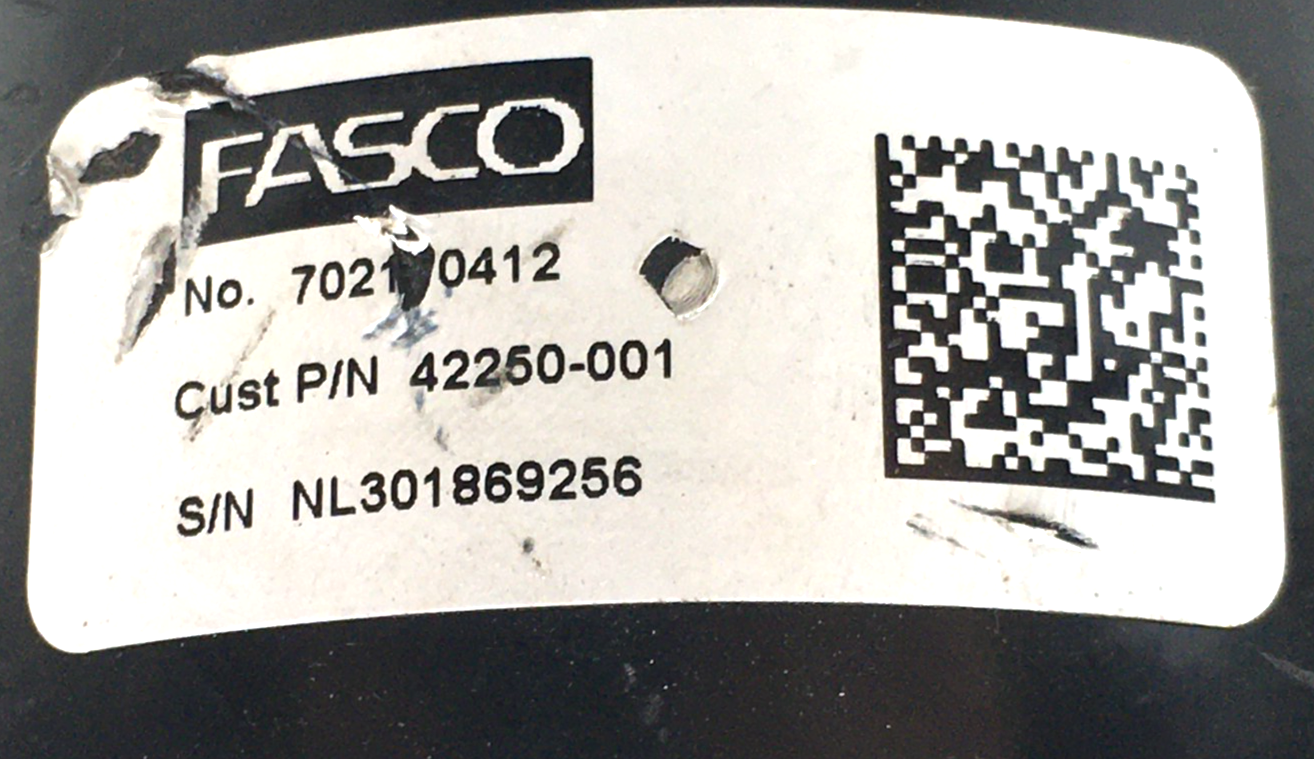 FASCO
No.
Cust P/N 42250-001
S/N NL301869256